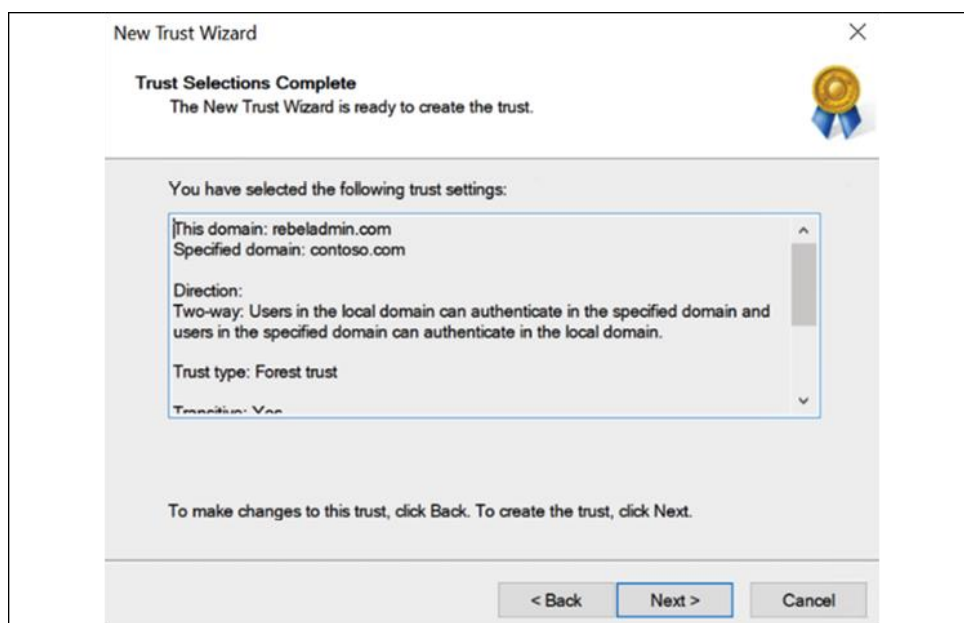 New Trust Wizard
Trust Selections Complete
The New Trust Wizard is ready to create the trust.
You have selected the following trust settings:
This domain: rebeladmin.com
Specified domain: contoso.com
Direction:
Two-way: Users in the local domain can authenticate in the specified domain and
users in the specified domain can authenticate in the local domain.
Trust type: Forest trust
Transitive: Yes
To make changes to this trust, click Back. To create the trust, click Next.
< Back
Next >
Cancel